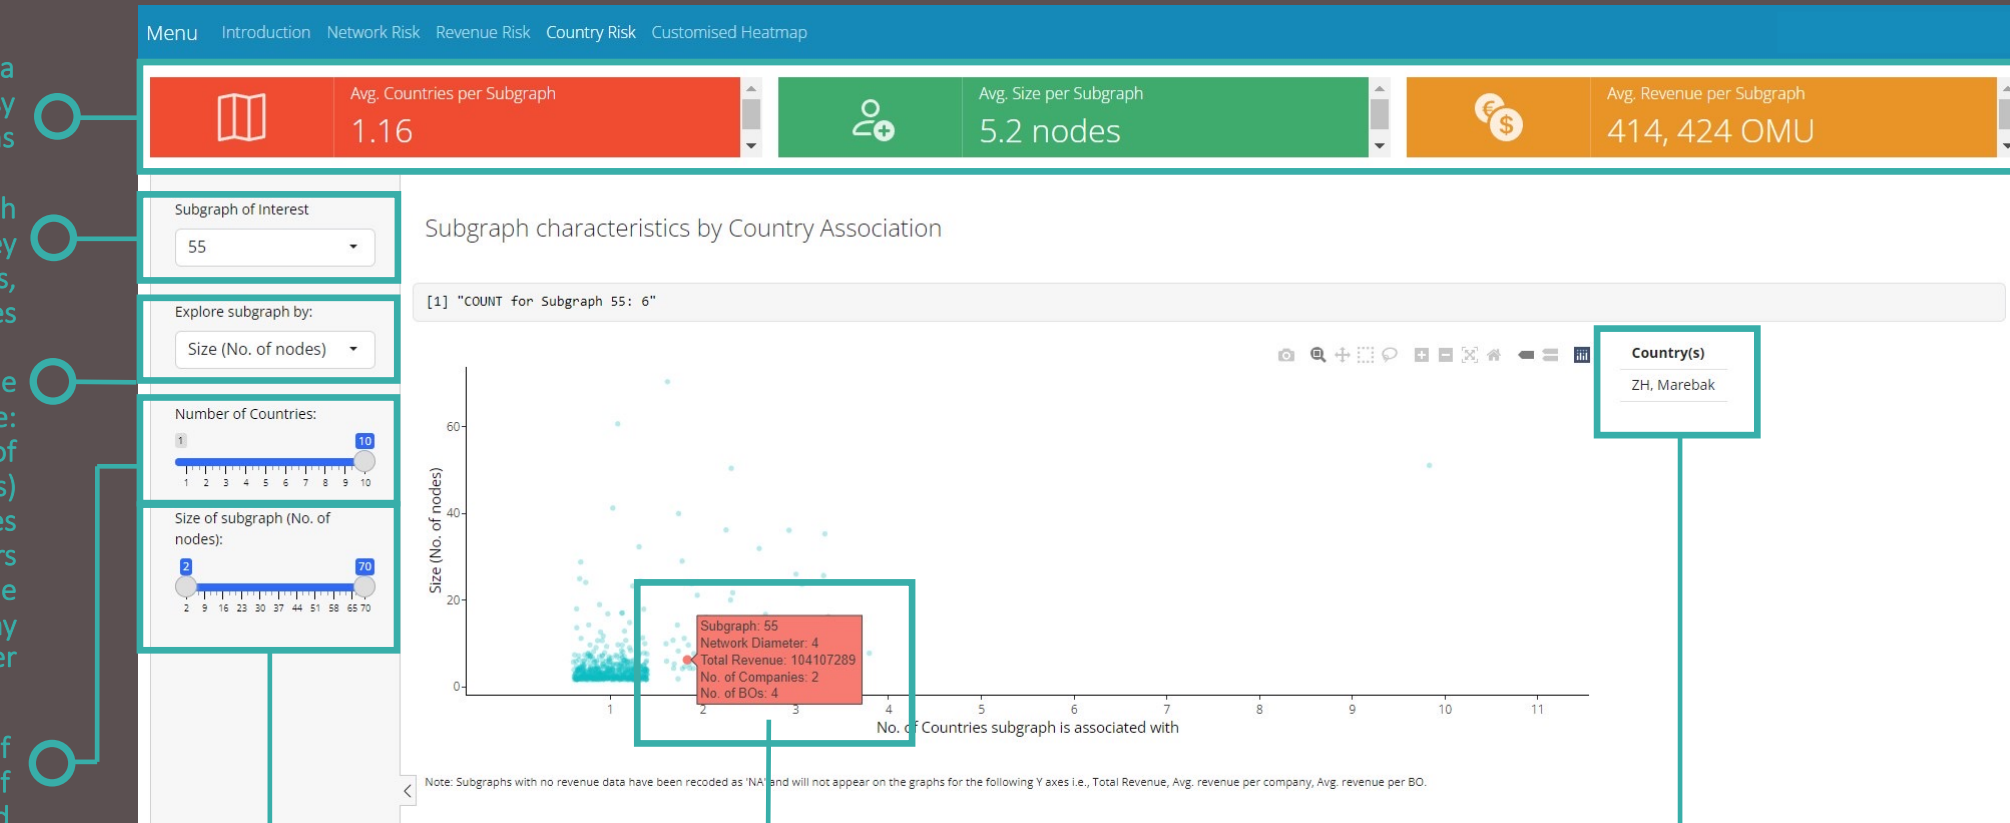 Menu Introduction Network Risk Revenue Risk Country Risk Customised Heatmap
Avg. Countries per Subgraph
1.16
Avg. Size per Subgraph
5.2 nodes
Avg. Revenue per Subgraph
414, 424 OMU
Subgraph of Interest
55
Explore subgraph by:
Size (No. of nodes)
Number of Countries:
1 10
1 2 3 4 5 6 7 8 9 10
Size of subgraph (No. of
nodes):
2 70
2 9 16 23 30 37 44 51 58 65 70
Subgraph characteristics by Country Association
[1] "COUNT for Subgraph 55: 6"
Country(s)
ZH, Marebak
Size (No. of nodes)
60
40
20
0
Subgraph: 55
Network Diameter: 4
Total Revenue: 104107289
No. of Companies: 2
No. of BOs: 4
1 2 3 4 5 6 7 8 9 10 11
No. of Countries subgraph is associated with
Note: Subgraphs with no revenue data have been recoded as 'NA' and will not appear on the graphs for the following Y axes i.e., Total Revenue, Avg. revenue per company, Avg. revenue per BO.